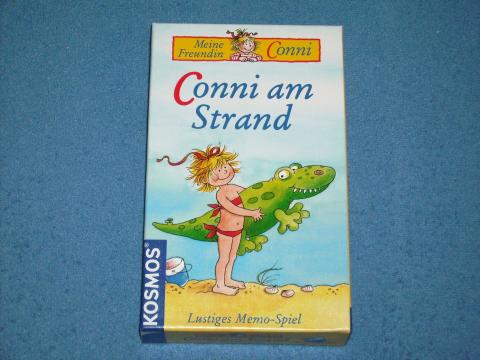 Meine
Freundin Conni
Conni am
Strand
KOSMOS®
Lustiges Memo-Spiel